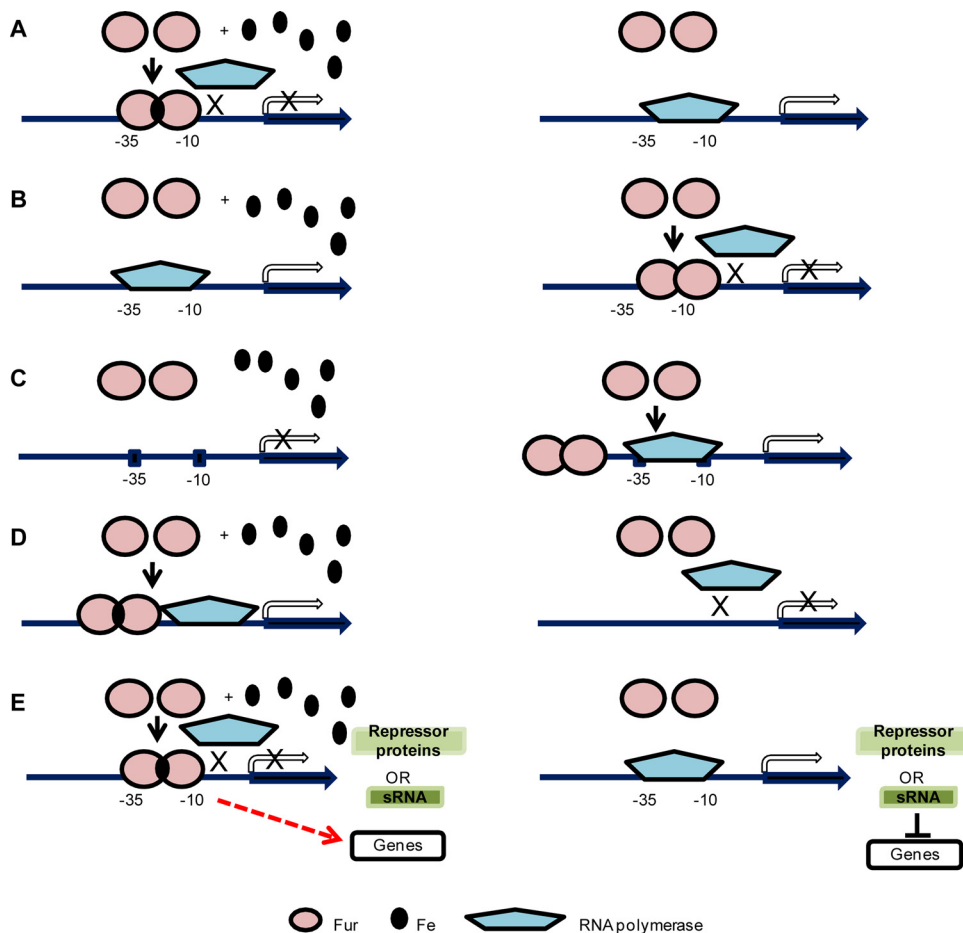 A
+
X
X
-35 -10
-35 -10
B
+
X
X
-35 -10
-35 -10
C
X
-35 -10
-35 -10
D
+
X
X
E
+
X
X
-35 -10
Repressor
proteins
OR
sRNA
Genes
-35 -10
Repressor
proteins
OR
sRNA
Genes
Fur Fe RNA polymerase